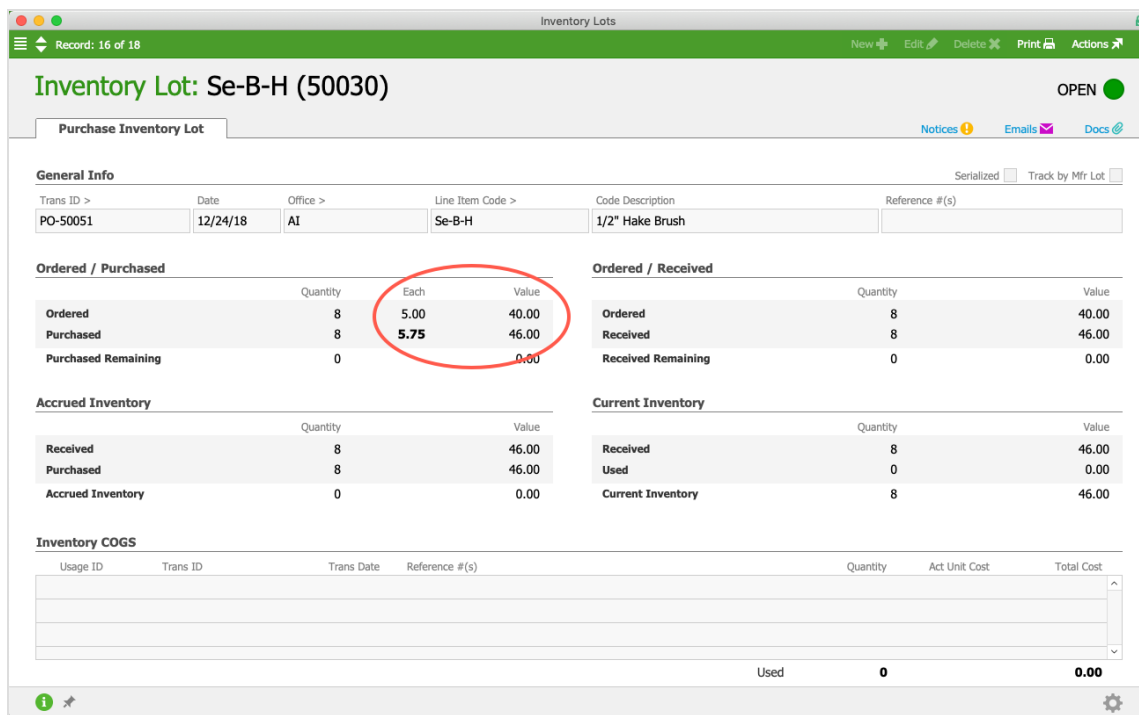 Inventory Lots
Record: 16 of 18 New Edit Delete Print Actions
Inventory Lot: Se-B-H (50030) OPEN
Purchase Inventory Lot Notices Emails Docs
General Info Serialized Track by Mfr Lot
Trans ID > Date Office > Line Item Code > Code Description Reference #(s)
PO-50051 12/24/18 AI Se-B-H 1/2" Hake Brush
Ordered / Purchased
Quantity Each Value
Ordered 8 5.00 40.00
Purchased 8 5.75 46.00
Purchased Remaining 0 0.00
Ordered / Received
Quantity Value
Ordered 8 40.00
Received 8 46.00
Received Remaining 0 0.00
Accrued Inventory
Quantity Value
Received 8 46.00
Purchased 8 46.00
Accrued Inventory 0 0.00
Current Inventory
Quantity Value
Received 8 46.00
Used 0 0.00
Current Inventory 8 46.00
Inventory COGS
Usage ID Trans ID Trans Date Reference #(s) Quantity Act Unit Cost Total Cost
Used 0 0.00